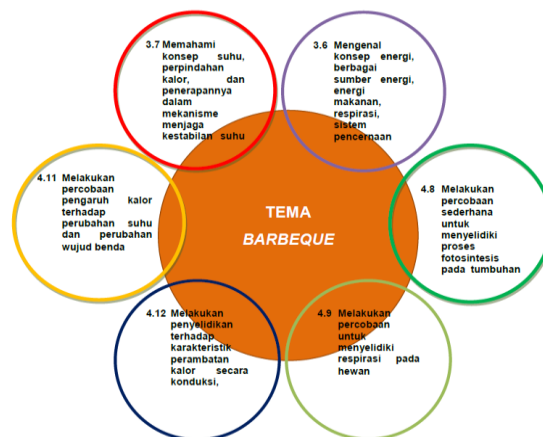 3.7 Memahami
konsep suhu,
perpindahan
kalor, dan
penerapannya
dalam
mekanisme
menjaga
kestabilan suhu
3.6 Mengenal
konsep energi,
berbagai
sumber energi,
energi
makanan,
respirasi,
sistem
pencernaan
4.11 Melakukan
percobaan
pengaruh kalor
terhadap
perubahan suhu
dan perubahan
wujud benda
TEMA
BARBEQUE
4.8 Melakukan
percobaan
sederhana
untuk
menyelidiki
proses
fotosintesis
pada tumbuhan
4.12 Melakukan
penyelidikan
terhadap
karakteristik
perambatan
kalor secara
konduksi,
4.9 Melakukan
percobaan
untuk
menyelidiki
respirasi pada
hewan